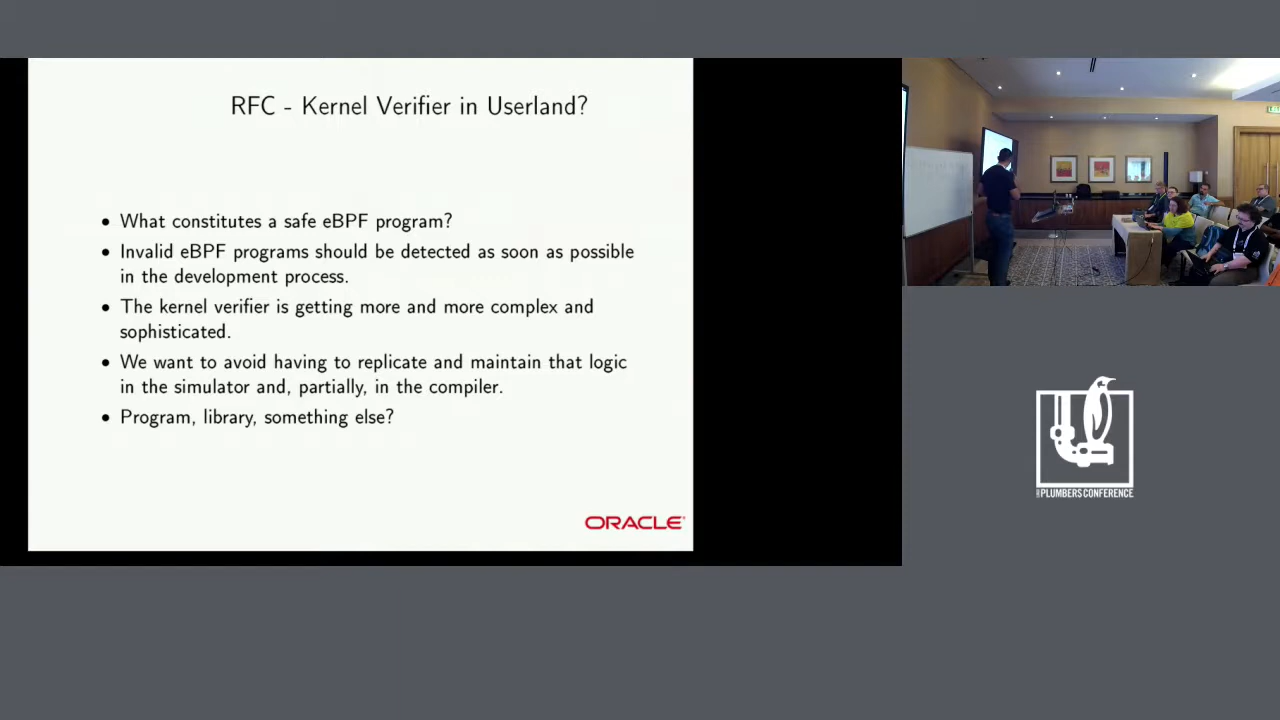 RFC - Kernel Verifier in Userland?
• What constitutes a safe eBPF program?
• Invalid eBPF programs should be detected as soon as possible
in the development process.
• The kernel verifier is getting more and more complex and
sophisticated.
• We want to avoid having to replicate and maintain that logic
in the simulator and, partially, in the compiler.
• Program, library, something else?
ORACLE
PLUMBERS CONFERENCE